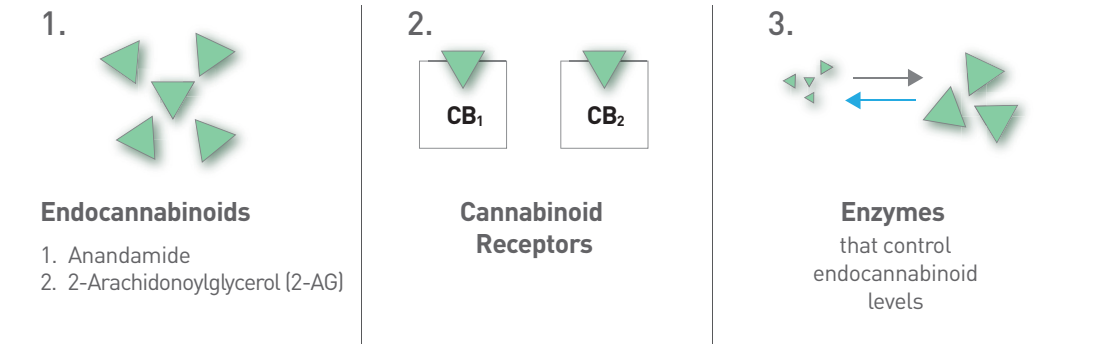 1.
Endocannabinoids
1. Anandamide
2. 2-Arachidonoylglycerol (2-AG)
2.
CB₁
CB₂
Cannabinoid
Receptors
3.
Enzymes
that control
endocannabinoid
levels